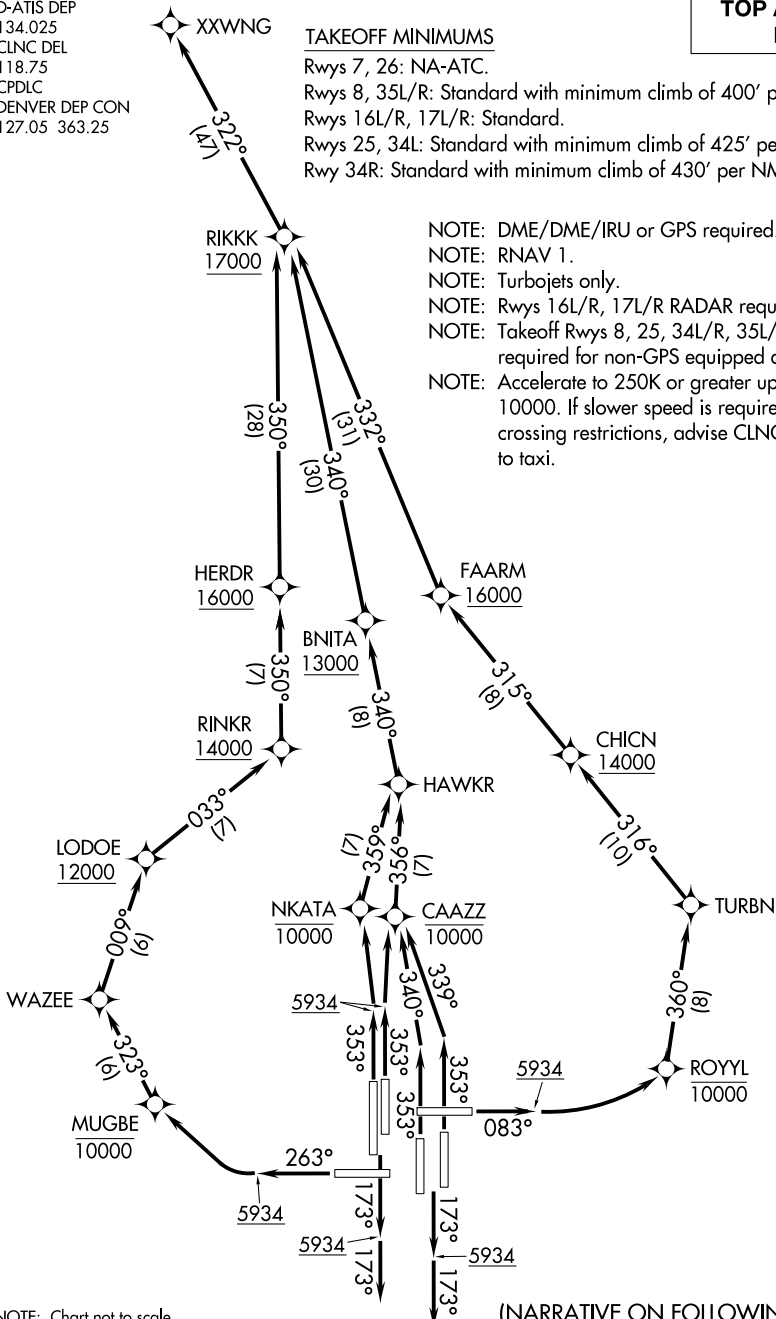 D-ATIS DEP
134.025
CLNC DEL
118.75
CPDLC
DENVER DEP CON
127.05 363.25
TOP A
XXWNG
TAKEOFF MINIMUMS
Rwys 7, 26: NA-ATC.
Rwys 8, 35L/R: Standard with minimum climb of 400' p
Rwys 16L/R, 17L/R: Standard.
Rwys 25, 34L: Standard with minimum climb of 425' pe
Rwy 34R: Standard with minimum climb of 430' per NM
322°
(47)
RIKKK
17000
NOTE: DME/DME/IRU or GPS required.
NOTE: RNAV 1.
NOTE: Turbojets only.
NOTE: Rwys 16L/R, 17L/R RADAR requ
NOTE: Takeoff Rwys 8, 25, 34L/R, 35L/
required for non-GPS equipped a
NOTE: Accelerate to 250K or greater up
10000. If slower speed is require
crossing restrictions, advise CLNC
to taxi.
350°
(28)
340°
(30)
332°
(31)
HERDR
16000
BNITA
13000
FAARM
16000
350°
(7)
340°
(8)
315°
(8)
RINKR
14000
CHICN
14000
HAWKR
033°
(7)
359°
(7)
356°
(7)
316°
(10)
LODOE
12000
NKATA
10000
CAAZZ
10000
TURBN
009°
(6)
WAZEE
340°
339°
360°
(8)
5934
353°
353°
353°
353°
323°
(6)
MUGBE
10000
5934
083°
ROYYL
10000
263°
5934
173°
5934
173°
173°
5934
173°
NOTE: Chart not to scale
(NARRATIVE ON FOLLOWIN